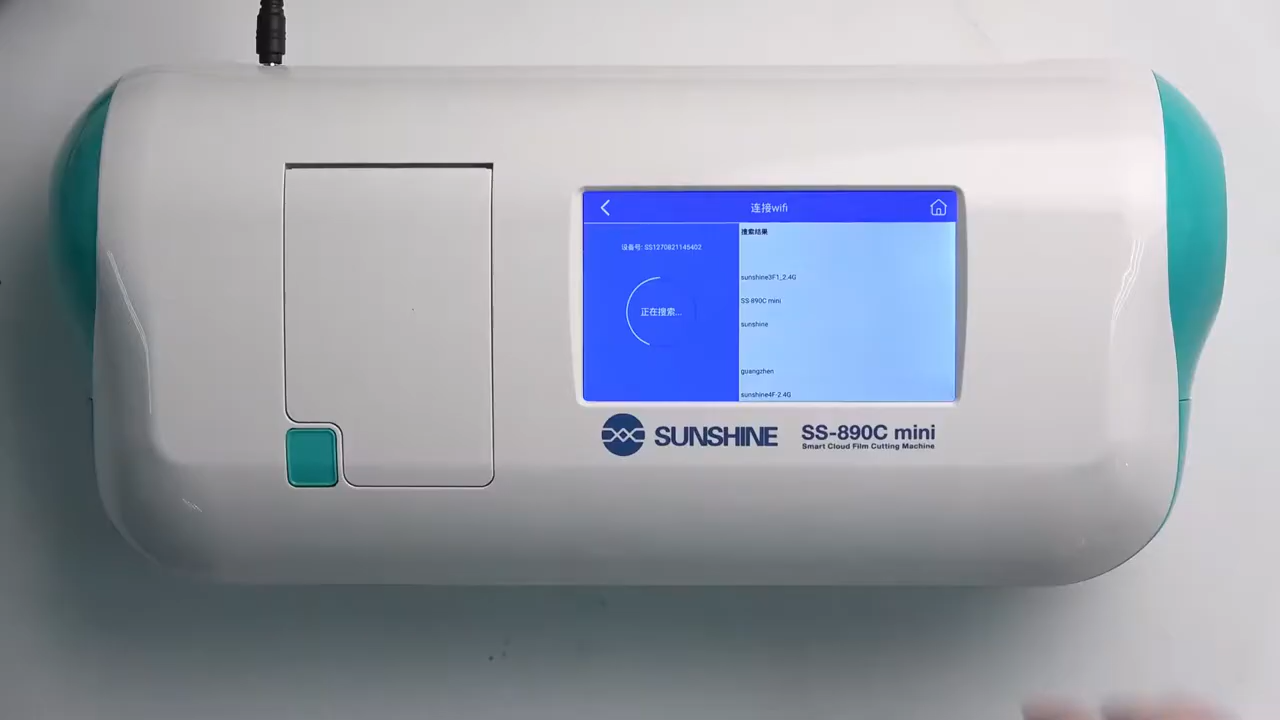 连接wifi
设备号: SS1270821145402
正在搜索...
搜索结果
sunshine3F1_2.4G
SS-890C mini
sunshine
guangzhen
sunshine4F-2.4G
SUNSHINE
SS-890C mini
Smart Cloud Film Cutting Machine